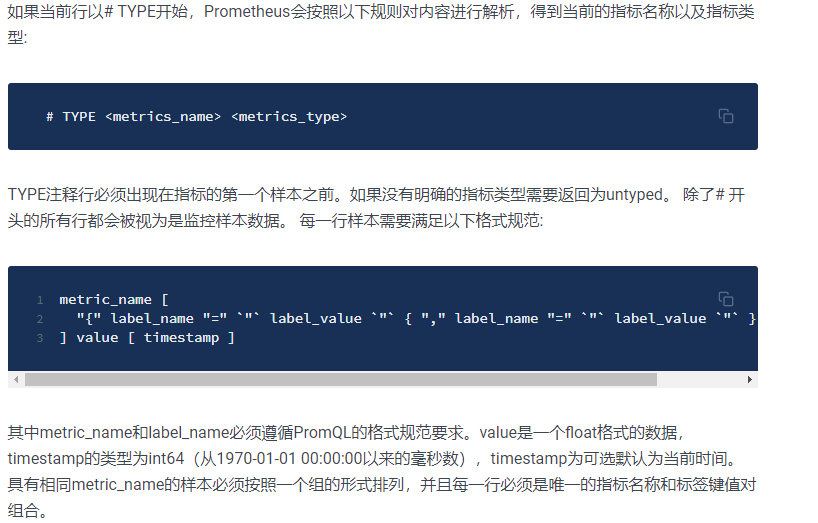 如果当前行以# TYPE开始，Prometheus会按照以下规则对内容进行解析，得到当前的指标名称以及指标类
型:
# TYPE <metrics_name> <metrics_type>
TYPE注释行必须出现在指标的第一个样本之前。如果没有明确的指标类型需要返回为untyped。 除了# 开
头的所有行都会被视为是监控样本数据。 每一行样本需要满足以下格式规范:
1 metric_name [
2 "{" label_name "=" `"` label_value `"` { "," label_name "=" `"` label_value `"` }
3 ] value [ timestamp ]
其中metric_name和label_name必须遵循PromQL的格式规范要求。value是一个float格式的数据，
timestamp的类型为int64（从1970-01-01 00:00:00以来的毫秒数），timestamp为可选默认为当前时间。
具有相同metric_name的样本必须按照一个组的形式排列，并且每一行必须是唯一的指标名称和标签键值对
组合。